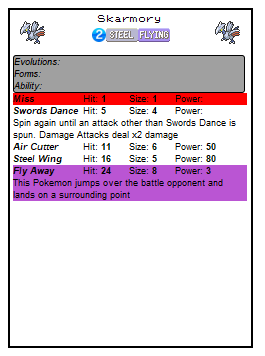 Skarmory
2 STEEL FLYING
Evolutions:
Forms:
Ability:
Miss Hit: 1 Size: 1 Power:
Swords Dance Hit: 5 Size: 4 Power:
Spin again until an attack other than Swords Dance is
spun. Damage Attacks deal x2 damage
Air Cutter Hit: 11 Size: 6 Power: 50
Steel Wing Hit: 16 Size: 5 Power: 80
Fly Away Hit: 24 Size: 8 Power: 3
This Pokemon jumps over the battle opponent and
lands on a surrounding point